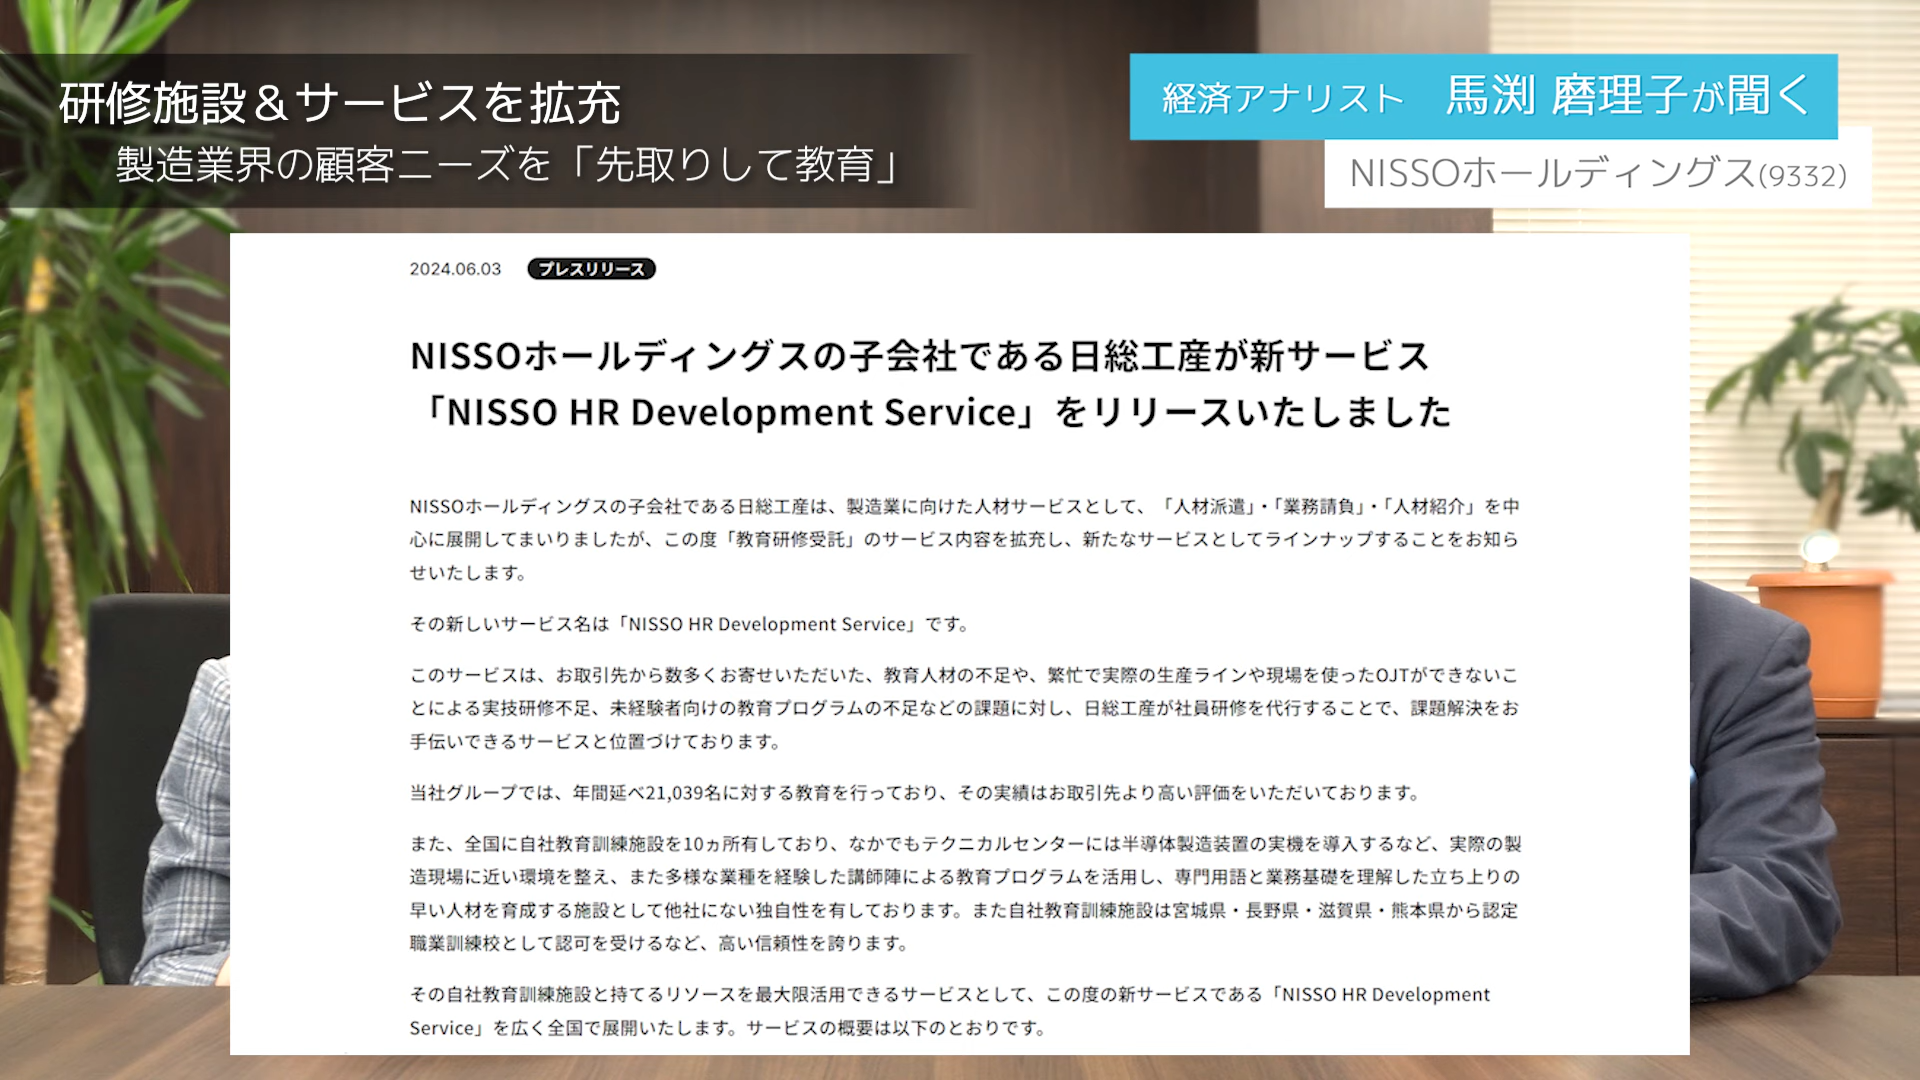 研修施設＆サービスを拡充
製造業界の顧客ニーズを「先取りして教育」
経済アナリスト 馬渕 磨理子が聞く
NISSOホールディングス(9332)
2024.06.03 プレスリリース
NISSOホールディングスの子会社である日総工産が新サービス
「NISSO HR Development Service」をリリースいたしました
NISSOホールディングスの子会社である日総工産は、製造業に向けた人材サービスとして、「人材派遣」・「業務請負」・「人材紹介」を中
心に展開してまいりましたが、この度「教育研修受託」のサービス内容を拡充し、新たなサービスとしてラインナップすることをお知ら
せいたします。
その新しいサービス名は「NISSO HR Development Service」です。
このサービスは、お取引先から数多くお寄せいただいた、教育人材の不足や、繁忙で実際の生産ラインや現場を使ったOJTができないこ
とによる実技研修不足、未経験者向けの教育プログラムの不足などの課題に対し、日総工産が社員研修を代行することで、課題解決をお
手伝いできるサービスと位置づけております。
当社グループでは、年間延べ21,039名に対する教育を行っており、その実績はお取引先より高い評価をいただいております。
また、全国に自社教育訓練施設を10ヵ所有しており、なかでもテクニカルセンターには半導体製造装置の実機を導入するなど、実際の製
造現場に近い環境を整え、また多様な業種を経験した講師陣による教育プログラムを活用し、専門用語と業務基礎を理解した立ち上りの
早い人材を育成する施設として他社にない独自性を有しております。また自社教育訓練施設は宮城県・長野県・滋賀県・熊本県から認定
職業訓練校として認可を受けるなど、高い信頼性を誇ります。
その自社教育訓練施設と持てるリソースを最大限活用できるサービスとして、この度の新サービスである「NISSO HR Development
Service」を広く全国で展開いたします。サービスの概要は以下のとおりです。